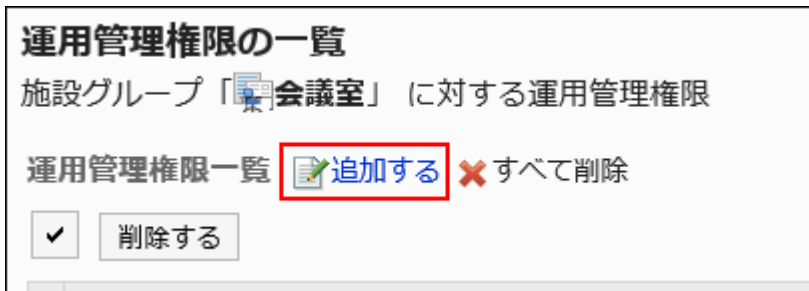 運用管理権限の一覧
施設グループ「会議室」 に対する運用管理権限
運用管理権限一覧 追加する すべて削除
削除する